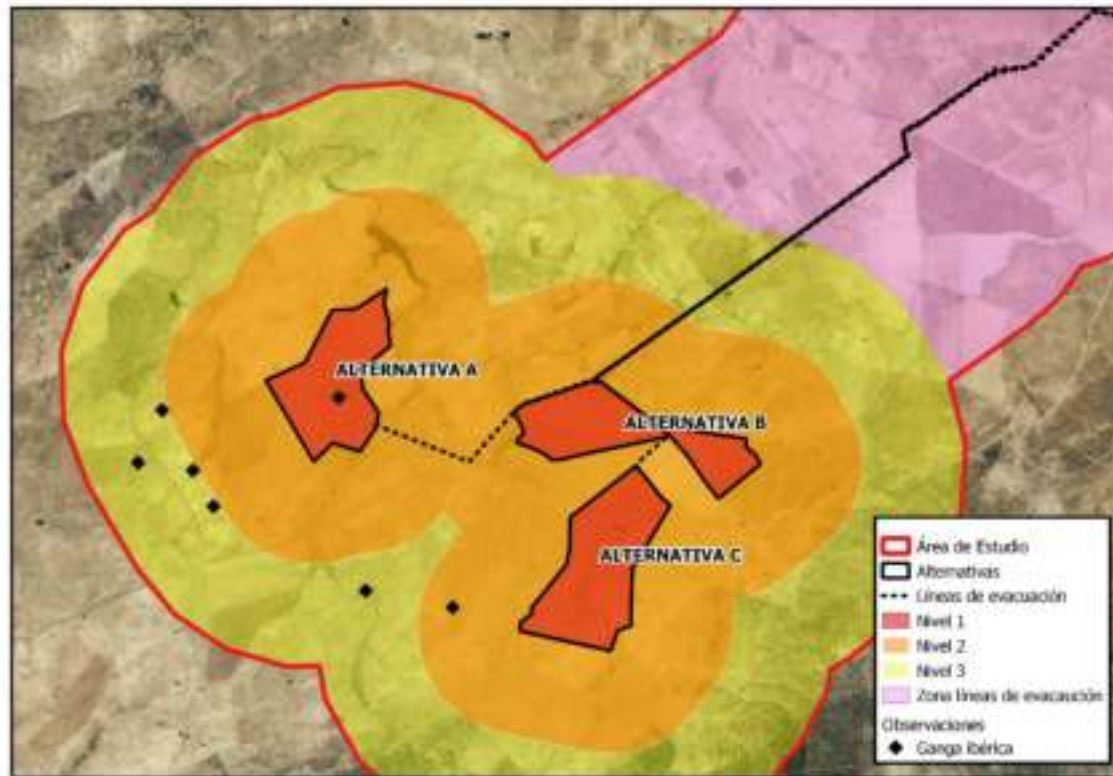 ALTERNATIVA A
ALTERNATIVA B
ALTERNATIVA C
Área de Estudio
Alternativas
Líneas de evacuación
Nivel 1
Nivel 2
Nivel 3
Zona líneas de evacaución
Observaciones
Ganga ibérica